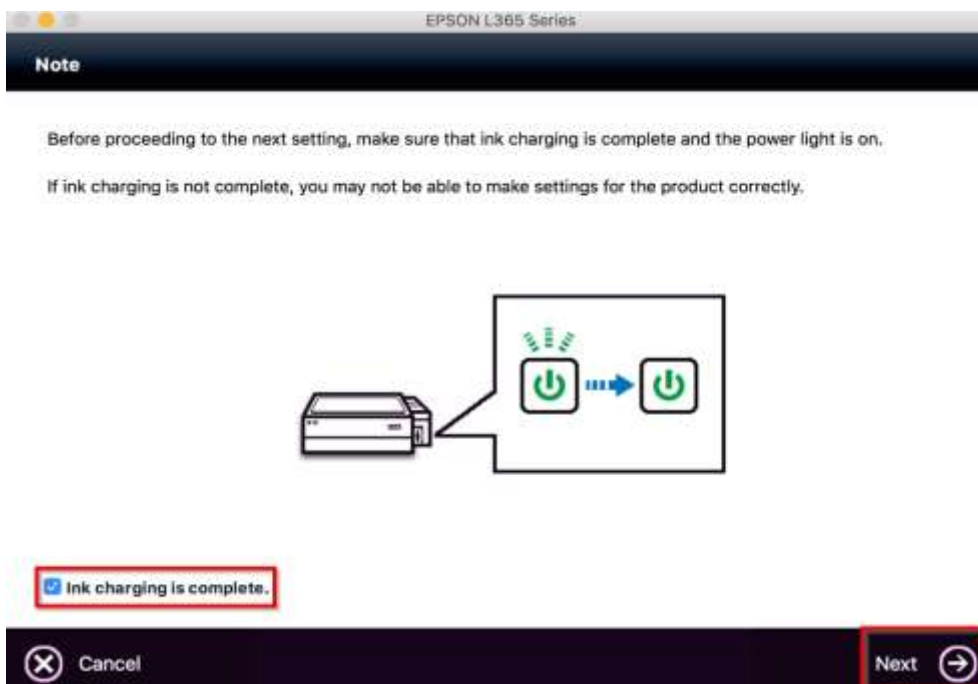 EPSON L365 Series
Note
Before proceeding to the next setting, make sure that ink charging is complete and the power light is on.
If ink charging is not complete, you may not be able to make settings for the product correctly.
Ink charging is complete.
Cancel
Next